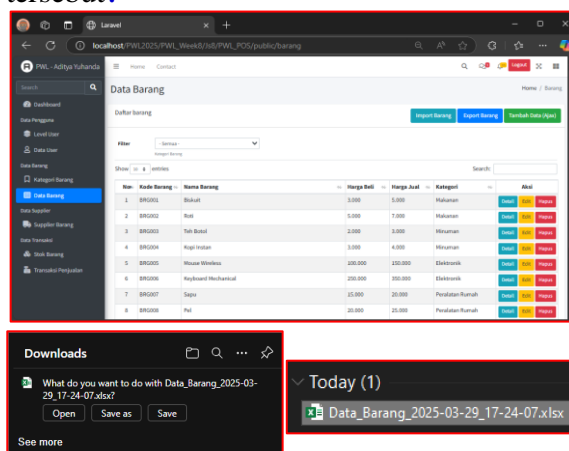 tersebut?
Laravel
localhost/PWL2025/PWL_Week8/Js8/PWL_POS/public/barang
PWL - Aditya Yuhanda
Home Contact
Logout
Search
Data Barang
Home / Barang
Dashboard
Data Pengguna
Level User
Data User
Data Barang
Kategori Barang
Data Barang
Data Supplier
Supplier Barang
Data Transaksi
Stok Barang
Transaksi Penjualan
Daftar barang
Import Barang Export Barang Tambah Data (Ajax)
Filter - Semua -
Kategori Barang
Show 10 entries Search:
No Kode Barang Nama Barang Harga Beli Harga Jual Kategori Aksi
1 BRG001 Biskuit 3.000 5.000 Makanan Detail Edit Hapus
2 BRG002 Roti 5.000 7.000 Makanan Detail Edit Hapus
3 BRG003 Teh Botol 2.000 3.000 Minuman Detail Edit Hapus
4 BRG004 Kopi Instan 3.000 4.000 Minuman Detail Edit Hapus
5 BRG005 Mouse Wireless 100.000 150.000 Elektronik Detail Edit Hapus
6 BRG006 Keyboard Mechanical 250.000 350.000 Elektronik Detail Edit Hapus
7 BRG007 Sapu 15.000 20.000 Peralatan Rumah Detail Edit Hapus
8 BRG008 Pel 20.000 25.000 Peralatan Rumah Detail Edit Hapus
Downloads
What do you want to do with Data_Barang_2025-03-
29_17-24-07.xlsx?
Open Save as Save
See more
Today (1)
Data_Barang_2025-03-29_17-24-07.xlsx